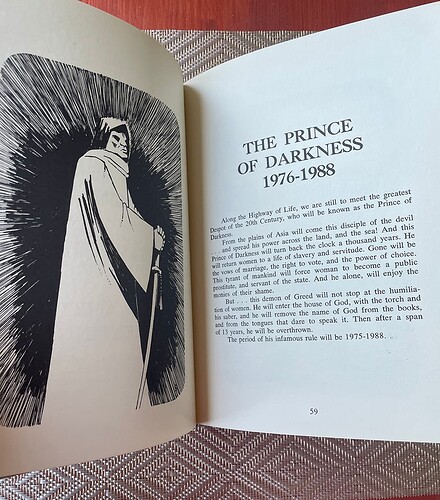 THE PRINCE
OF DARKNESS
1976-1988
Along the Highway of Life, we are still to meet the greatest
Despot of the 20th Century, who will be known as the Prince of
Darkness.
From the plains of Asia will come this disciple of the devil
and spread his power across the land, and the sea! And this
Prince of Darkness will turn back the clock a thousand years. He
will return women to a life of slavery and servitude. Gone will be
the vows of marriage, the right to vote, and the power of choice.
This tyrant of mankind will force woman to become a public
prostitute, and servant of the state. And he alone, will enjoy the
monies of their shame.
But . . . this demon of Greed will not stop at the humilia-
tion of women. He will enter the house of God, with the torch and
his saber, and he will remove the name of God from the books,
and from the tongues that dare to speak it. Then after a span
of 13 years, he will be overthrown.
The period of his infamous rule will be 1975-1988. . .
59